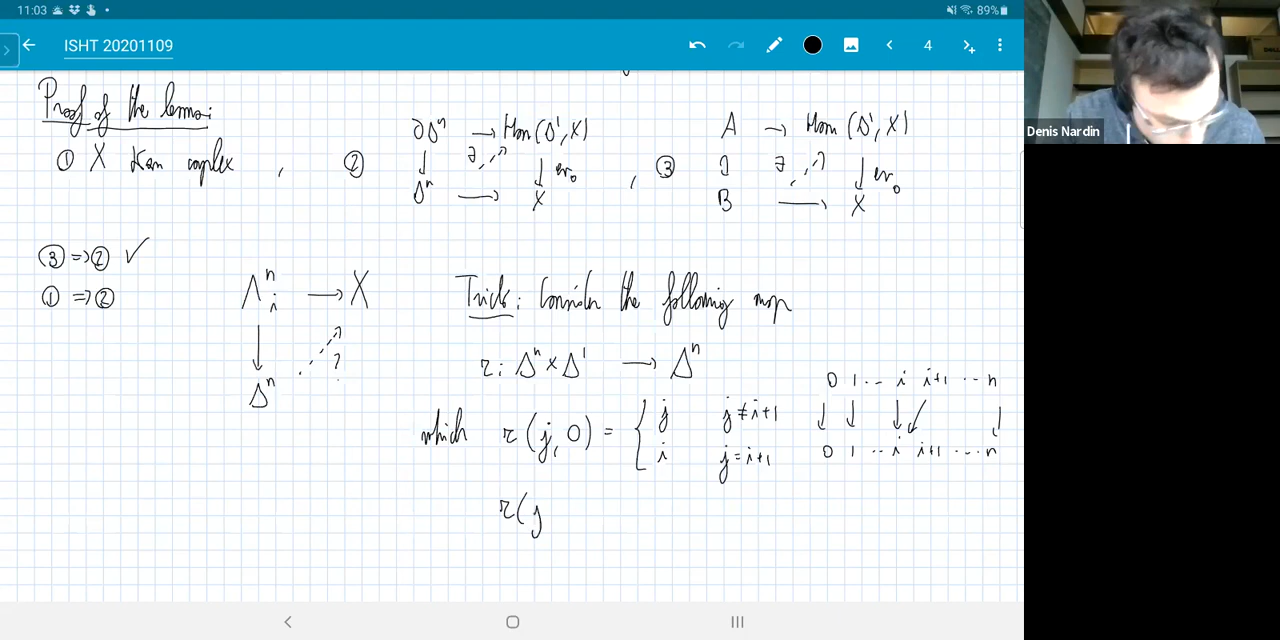 11:03 89%
ISHT 20201109 4
Denis Nardin
Proof of the lemma:
① X Kan complex , ② ∂Δⁿ → Hom(Δ¹, X) , ③ A → Hom(Δ¹, X)
↓ ∃ ↓ ev₀ ∃ ↓ ev₀
Δⁿ → X B → X
③ ⇒ ② ✓
① ⇒ ②
Λⁿᵢ → X
↓ ?
Δⁿ
Trick: Consider the following map
r: Δⁿ × Δ¹ → Δⁿ
which r(j, 0) = { j j ≠ i+1
i j = i+1
0 1 ·· i i+1 ··· n
↓ ↓ ↓ ↙ ↓
0 1 ·· i i+1 ··· n
r(j